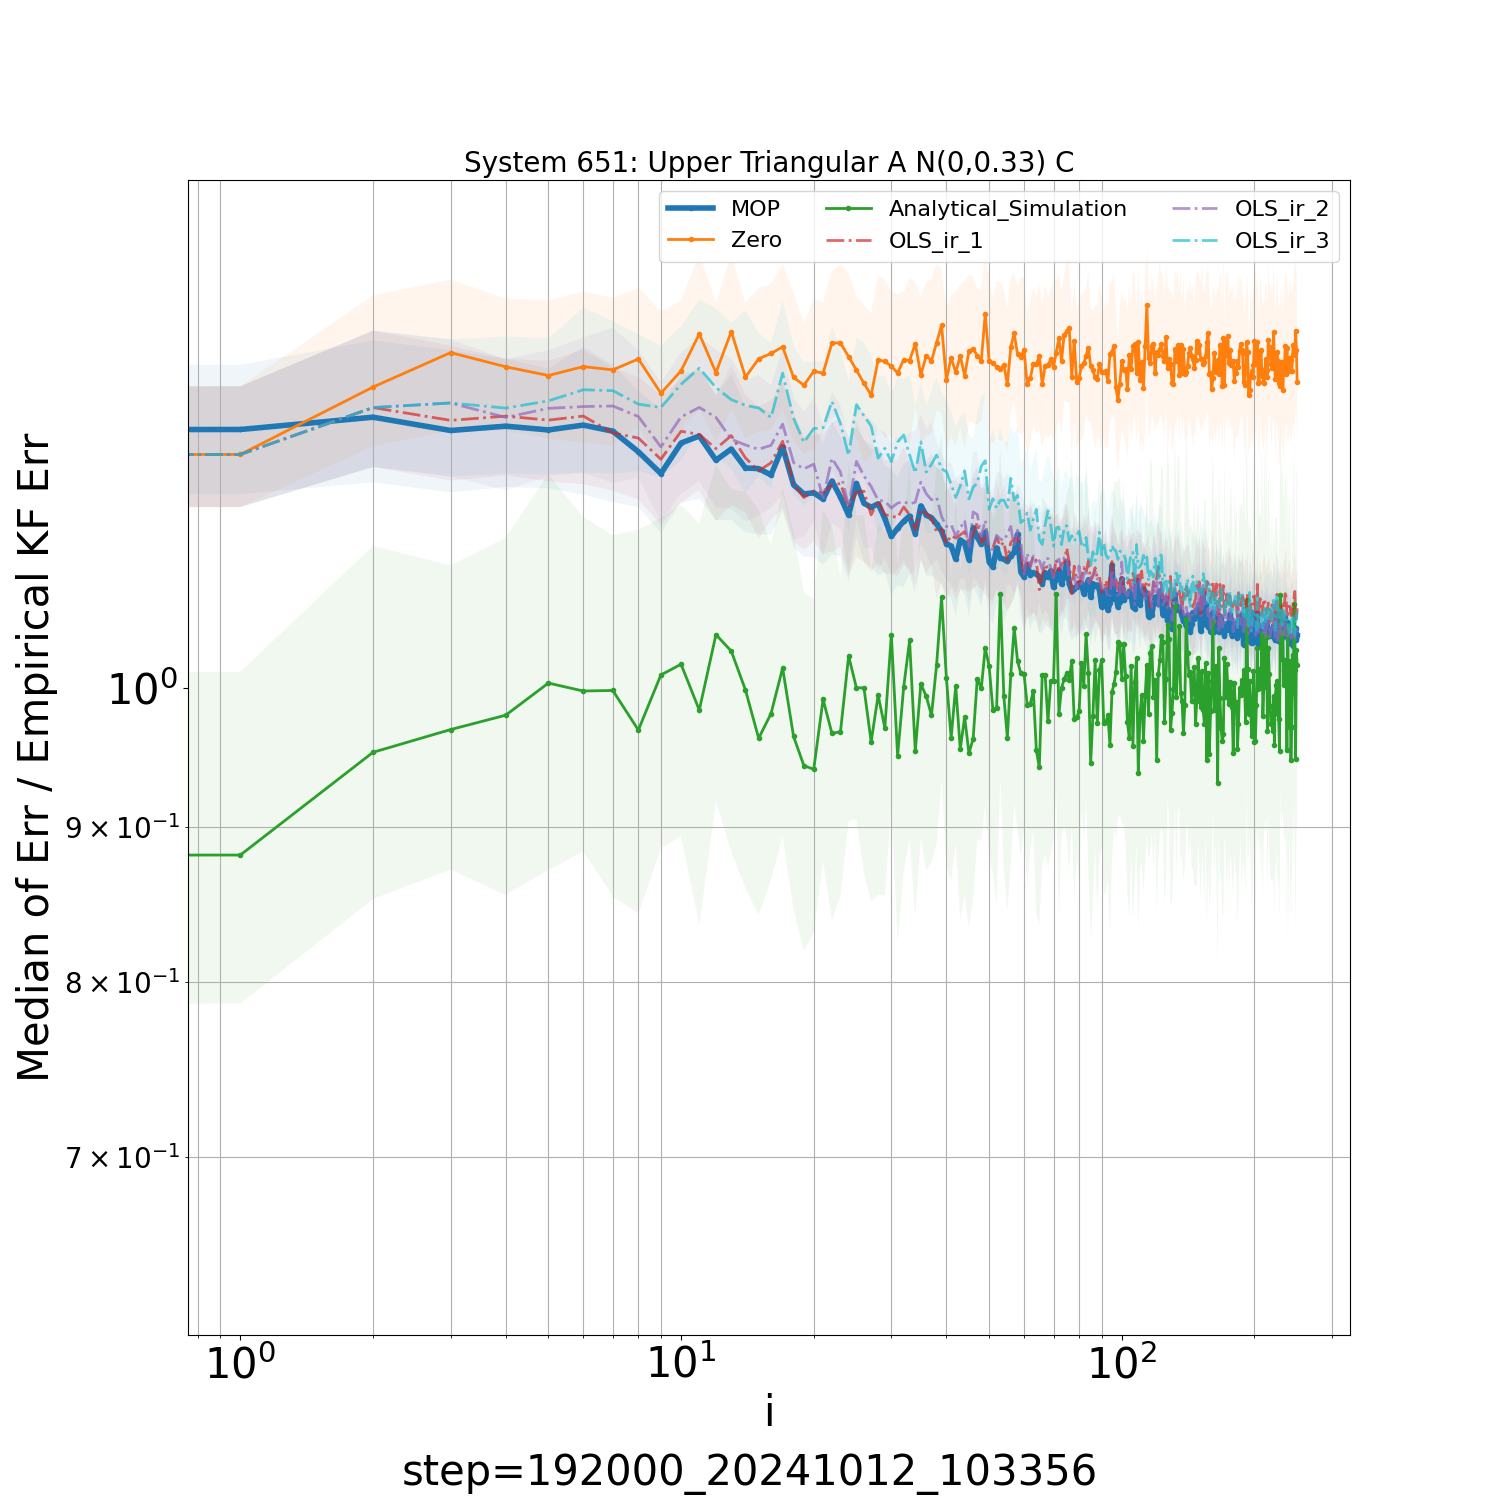 System 651: Upper Triangular A N(0,0.33) C
MOP
Zero
Analytical_Simulation
OLS_ir_1
OLS_ir_2
OLS_ir_3
Median of Err / Empirical KF Err
10⁰
9 × 10⁻¹
8 × 10⁻¹
7 × 10⁻¹
10⁰
10¹
10²
i
step=192000_20241012_103356